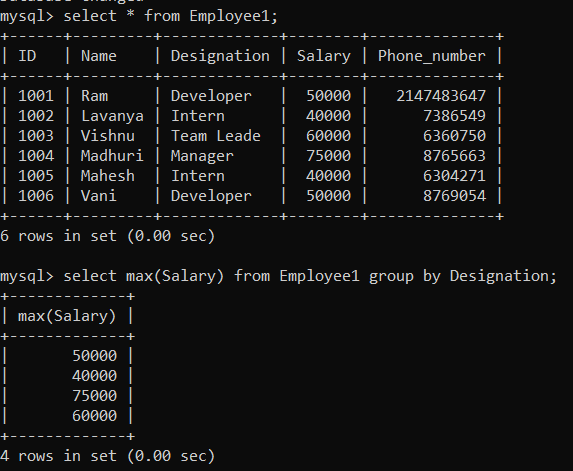 mysql> select * from Employee1;
+------+---------+-------------+--------+--------------+
| ID   | Name    | Designation | Salary | Phone_number |
+------+---------+-------------+--------+--------------+
| 1001 | Ram     | Developer   |  50000 |   2147483647 |
| 1002 | Lavanya | Intern      |  40000 |      7386549 |
| 1003 | Vishnu  | Team Leade  |  60000 |      6360750 |
| 1004 | Madhuri | Manager     |  75000 |      8765663 |
| 1005 | Mahesh  | Intern      |  40000 |      6304271 |
| 1006 | Vani    | Developer   |  50000 |      8769054 |
+------+---------+-------------+--------+--------------+
6 rows in set (0.00 sec)
mysql> select max(Salary) from Employee1 group by Designation;
+-------------+
| max(Salary) |
+-------------+
|       50000 |
|       40000 |
|       75000 |
|       60000 |
+-------------+
4 rows in set (0.00 sec)